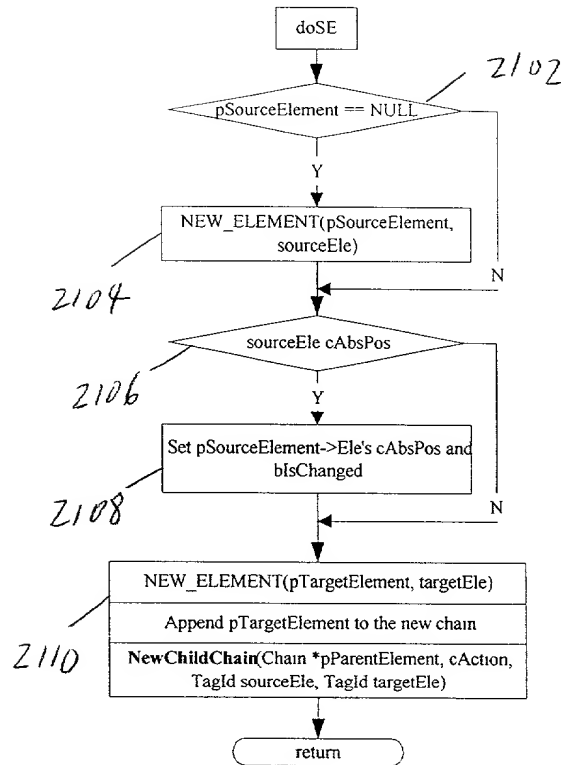 doSE
2102
pSourceElement == NULL
Y
NEW_ELEMENT(pSourceElement,
sourceEle)
N
2104
sourceEle cAbsPos
2106
Y
Set pSourceElement->Ele's cAbsPos and
bIsChanged
N
2108
NEW_ELEMENT(pTargetElement, targetEle)
Append pTargetElement to the new chain
2110
NewChildChain(Chain *pParentElement, cAction,
TagId sourceEle, TagId targetEle)
return